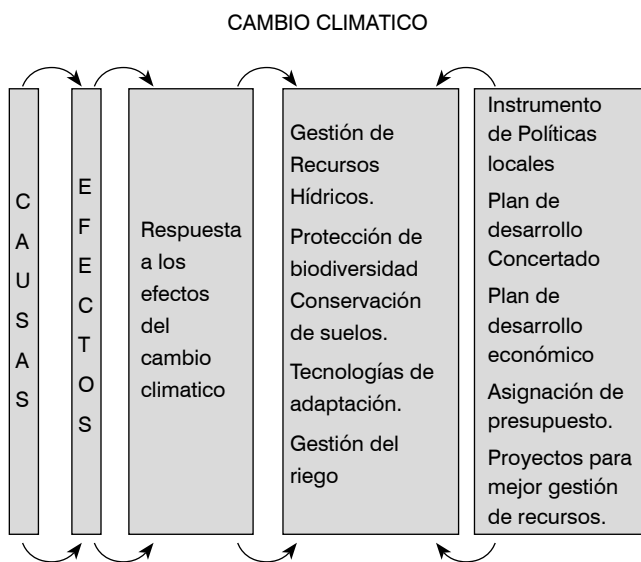 CAMBIO CLIMATICO
CAUSAS
EFECTOS
Respuesta
a los
efectos
del
cambio
climatico
Gestión de
Recursos
Hídricos.
Protección de
biodiversidad
Conservación
de suelos.
Tecnologías de
adaptación.
Gestión del
riego
Instrumento
de Políticas
locales
Plan de
desarrollo
Concertado
Plan de
desarrollo
económico
Asignación de
presupuesto.
Proyectos para
mejor gestión
de recursos.